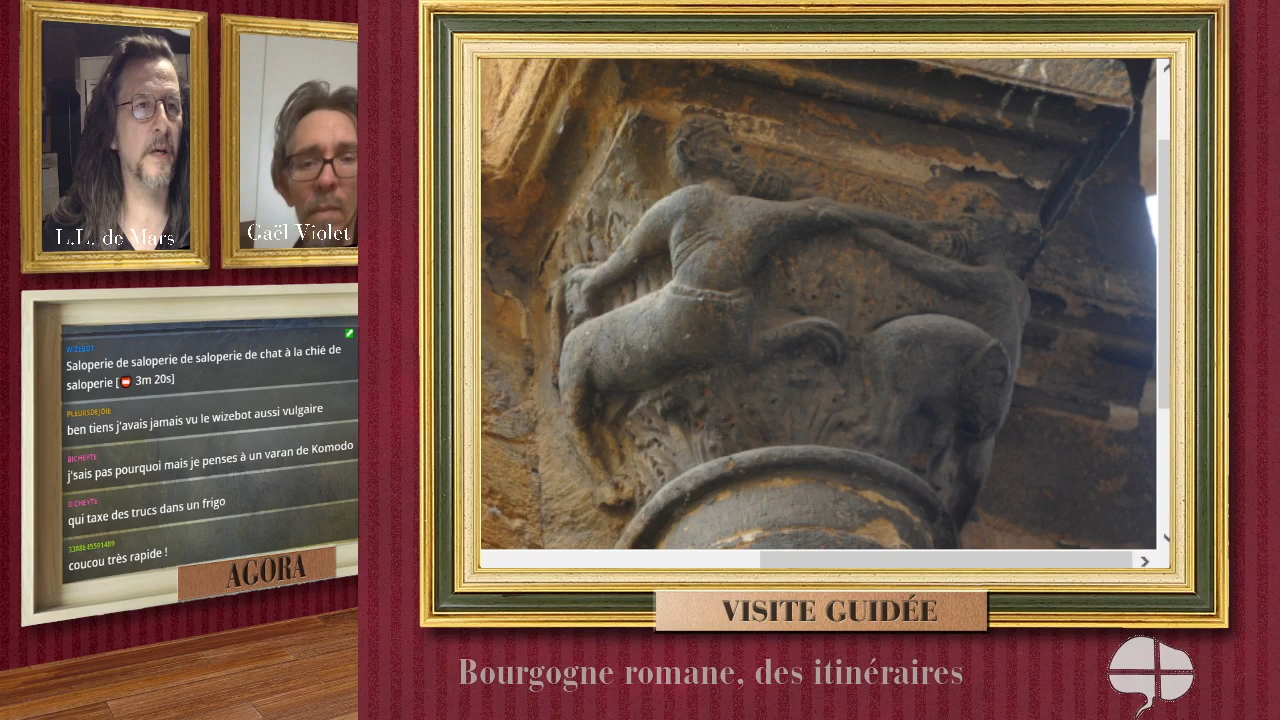 L.L. de Mars
Gaël Violet
WIZEBOT
Saloperie de saloperie de saloperie de chat à la chié de
saloperie [ 3m 20s]
PLEURSDEJOIE
ben tiens j'avais jamais vu le wizebot aussi vulgaire
BICHEYTE
j'sais pas pourquoi mais je penses à un varan de Komodo
BICHEYTE
qui taxe des trucs dans un frigo
coucou très rapide !
AGORA
VISITE GUIDÉE
Bourgogne romane, des itinéraires